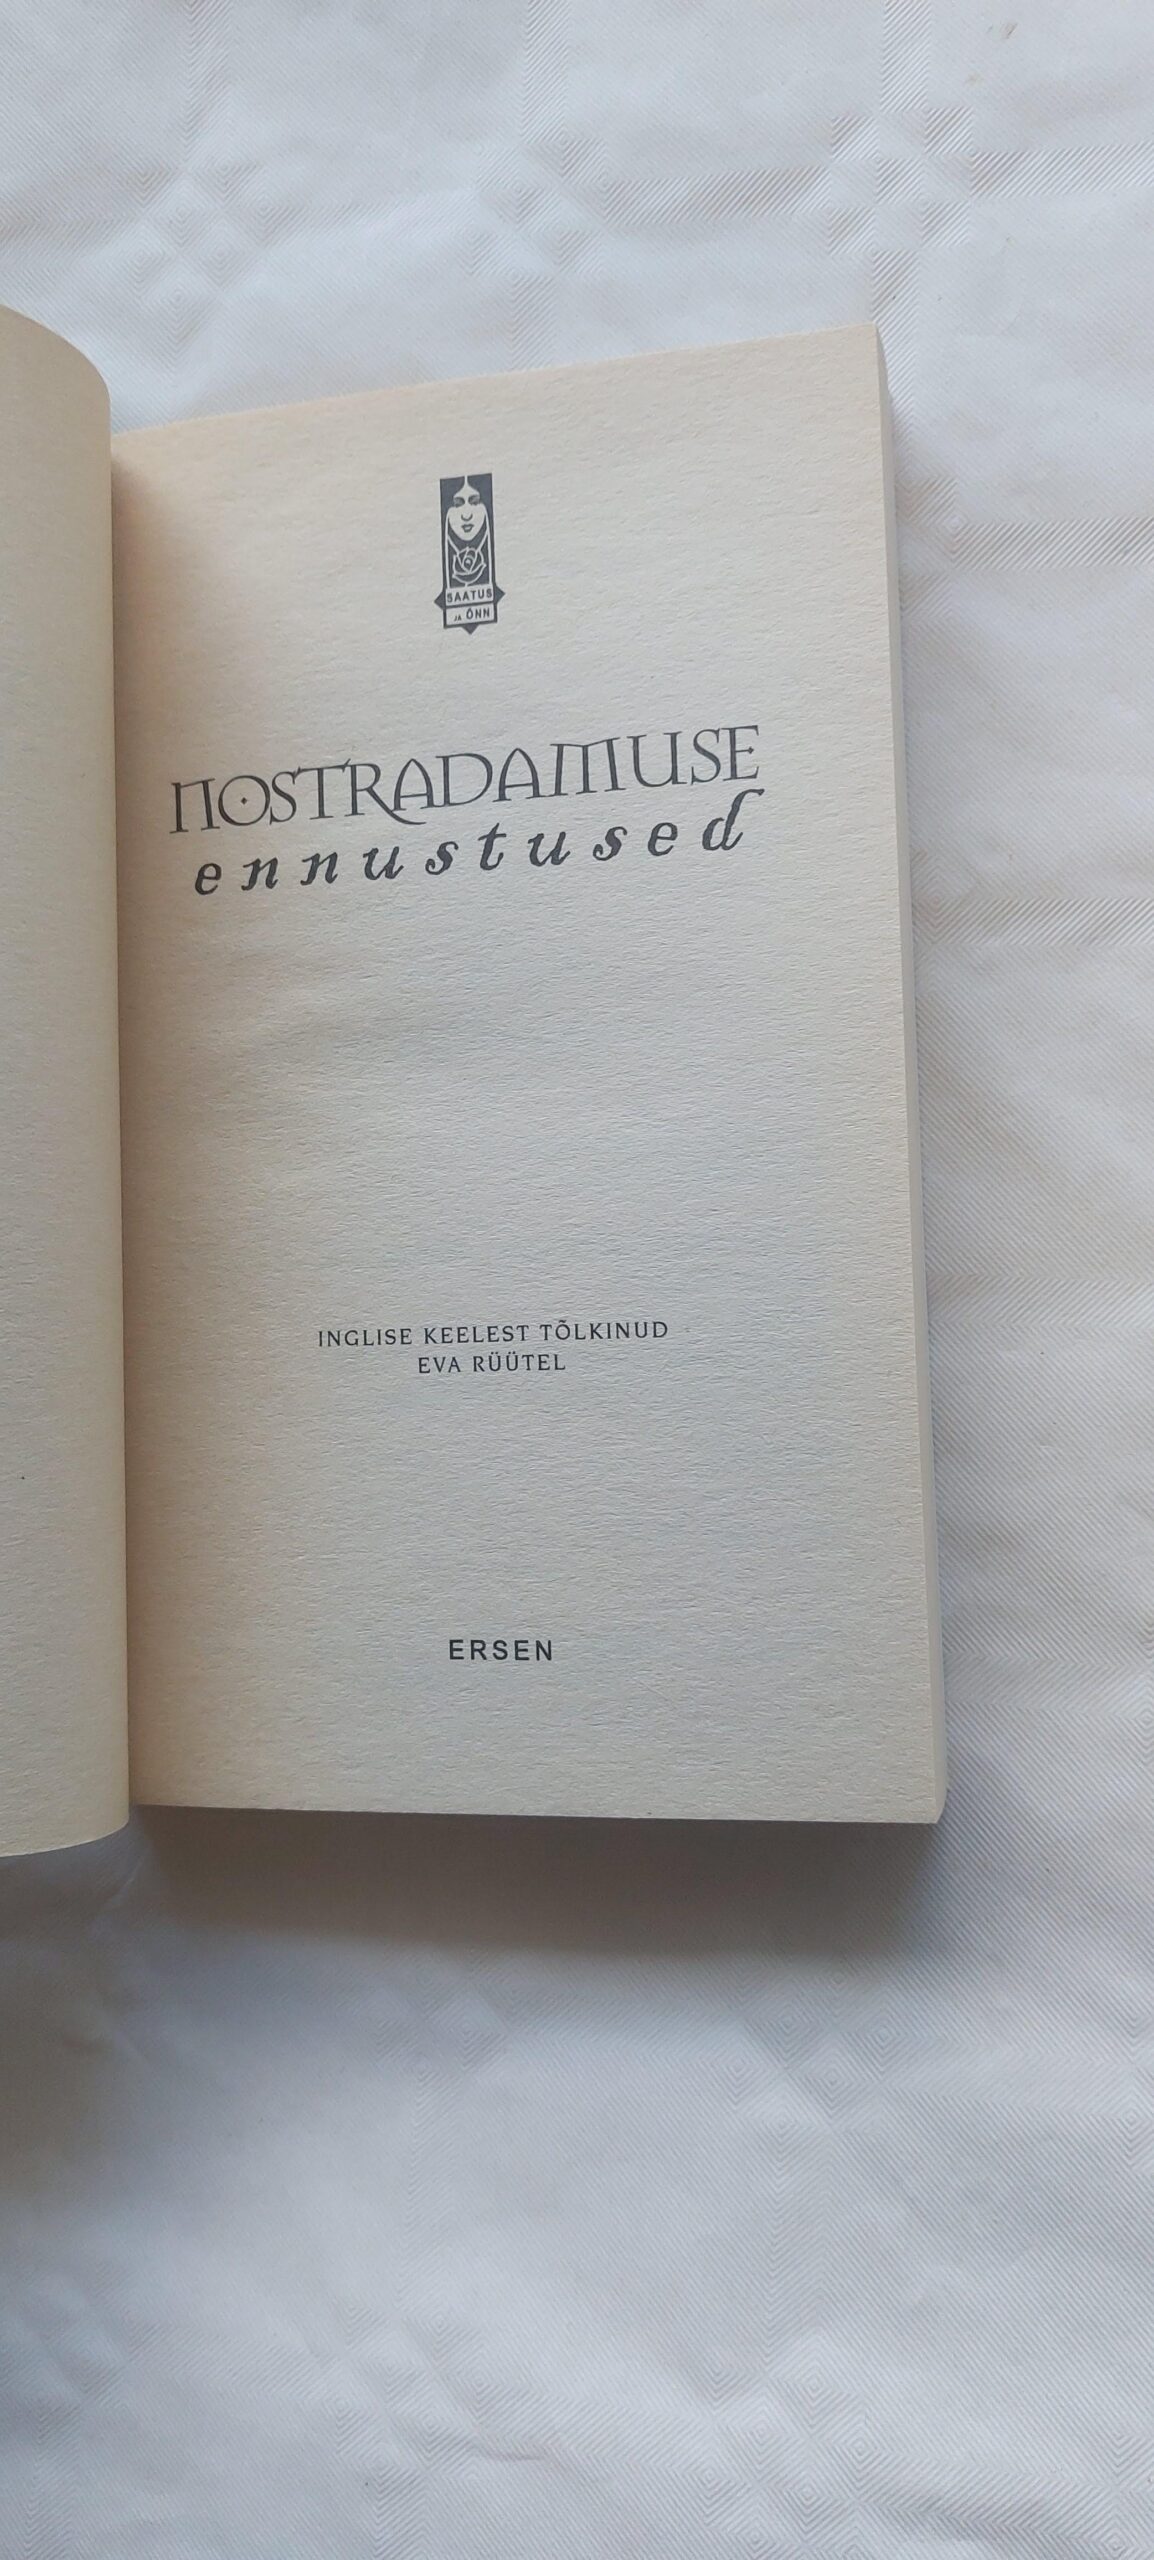 SAATUS
JA ÕNN
NOSTRADAMUSE
ennustused
INGLISE KEELEST TÕLKINUD
EVA RÜÜTEL
ERSEN